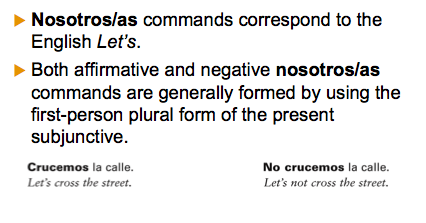 ▶ Nosotros/as commands correspond to the
English Let's.
▶ Both affirmative and negative nosotros/as
commands are generally formed by using the
first-person plural form of the present
subjunctive.
Crucemos la calle. No crucemos la calle.
Let's cross the street. Let's not cross the street.